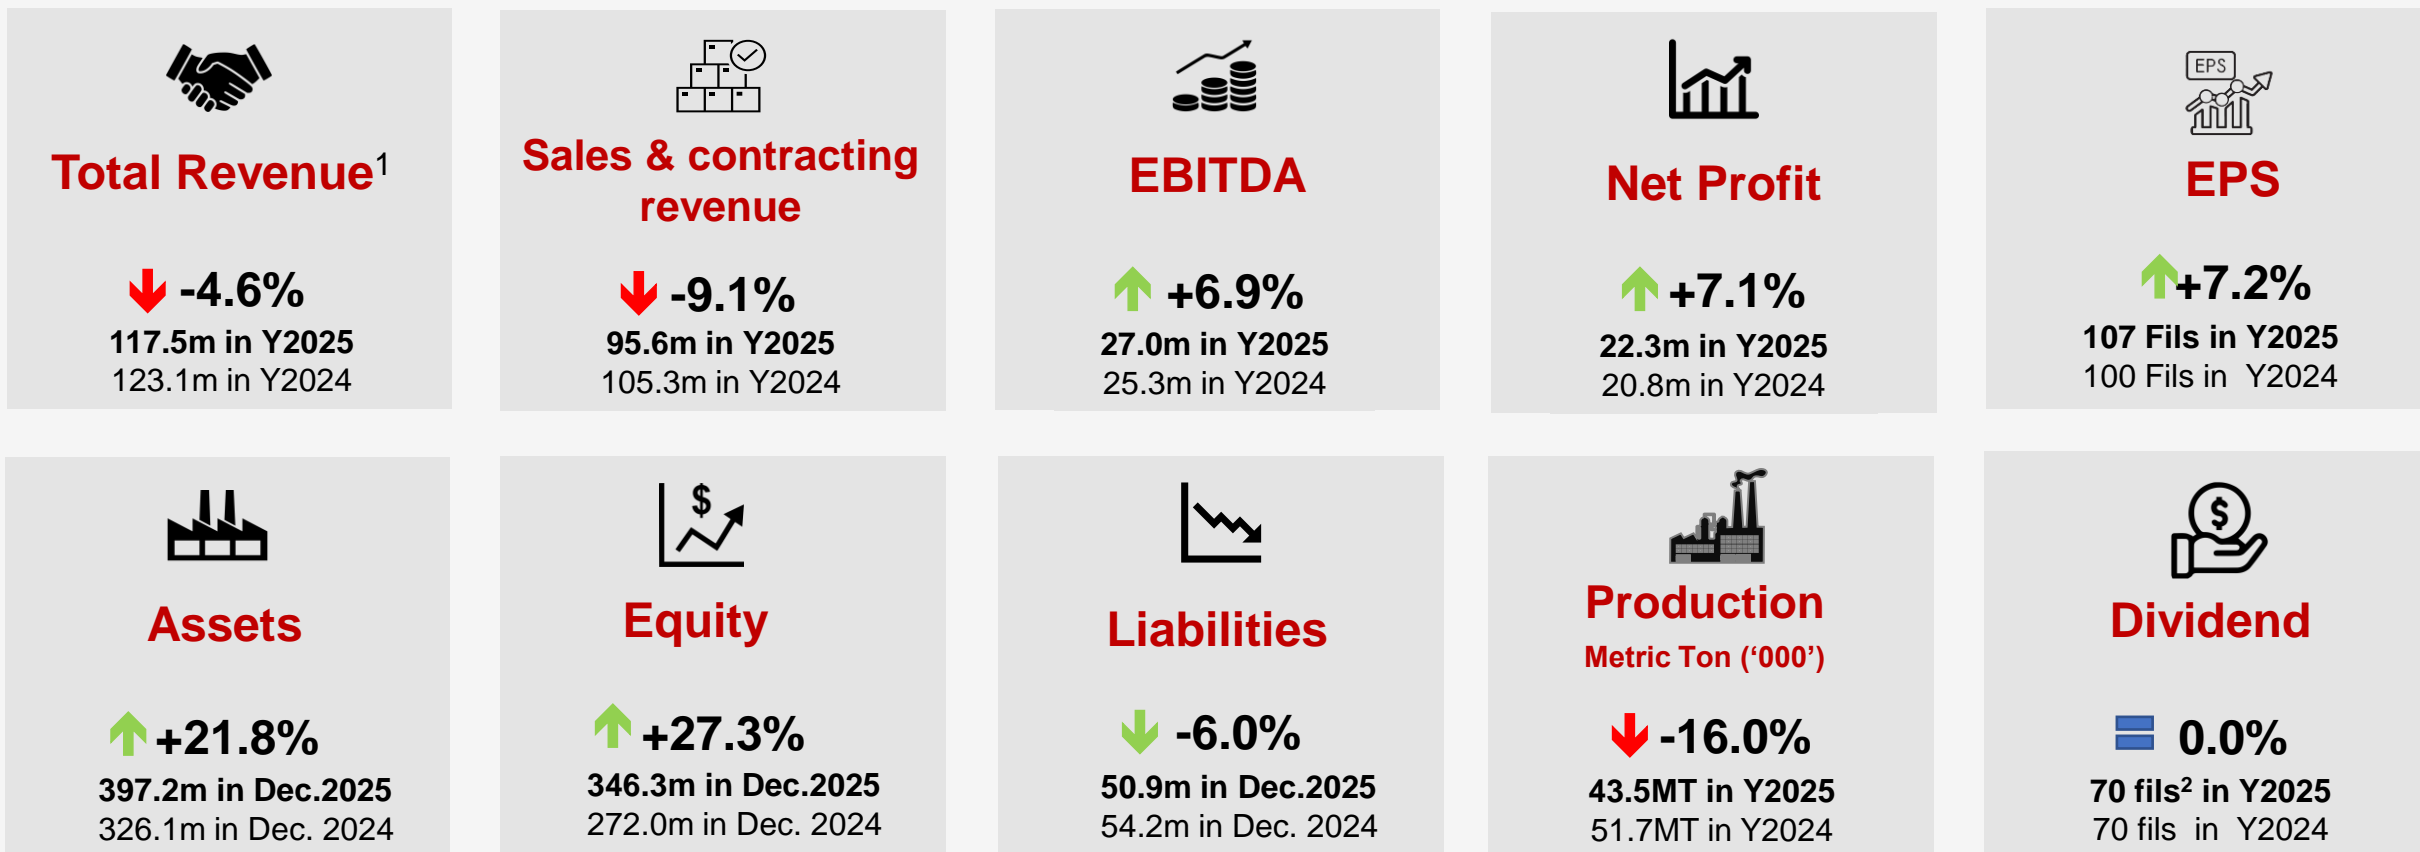 Total Revenue1
-4.6%
117.5m in Y2025
123.1m in Y2024
Sales & contracting
revenue
-9.1%
95.6m in Y2025
105.3m in Y2024
EBITDA
+6.9%
27.0m in Y2025
25.3m in Y2024
Net Profit
+7.1%
22.3m in Y2025
20.8m in Y2024
EPS
EPS
+7.2%
107 Fils in Y2025
100 Fils in Y2024
Assets
+21.8%
397.2m in Dec.2025
326.1m in Dec. 2024
$
Equity
+27.3%
346.3m in Dec.2025
272.0m in Dec. 2024
Liabilities
-6.0%
50.9m in Dec.2025
54.2m in Dec. 2024
Production
Metric Ton (‘000’)
-16.0%
43.5MT in Y2025
51.7MT in Y2024
$
Dividend
0.0%
70 fils2 in Y2025
70 fils in Y2024